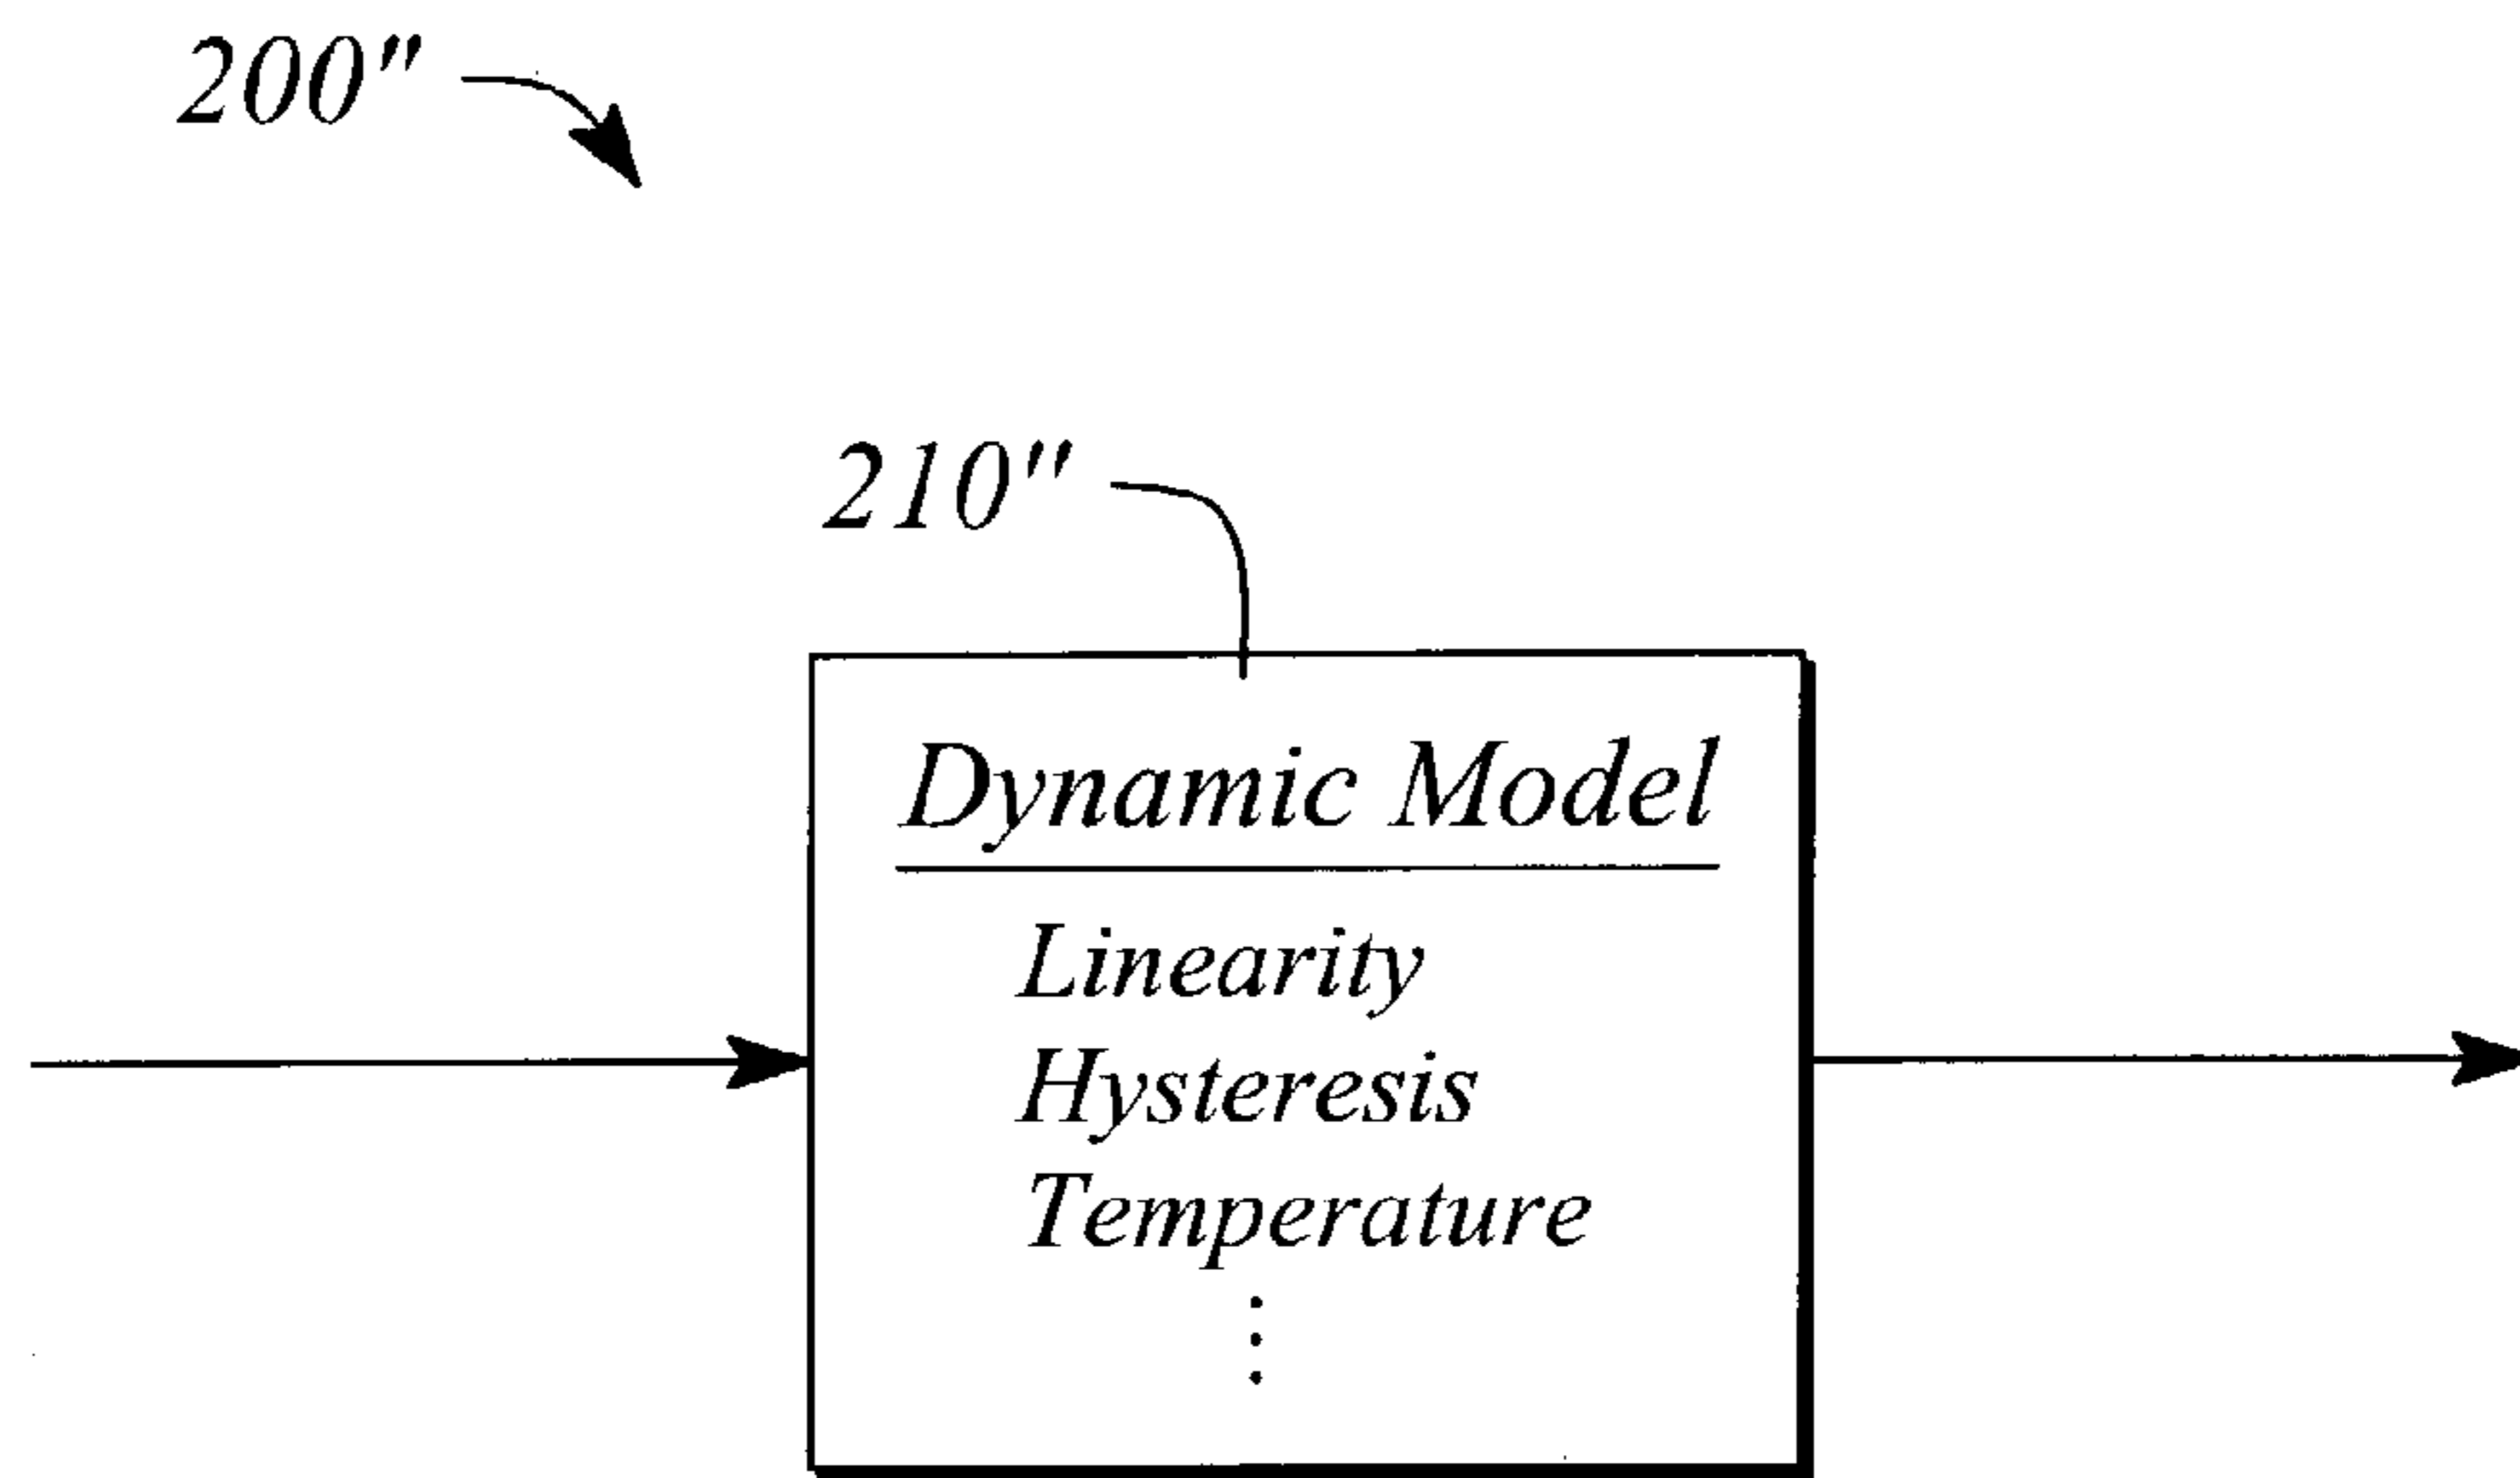 200"
210"
Dynamic Model
Linearity
Hysteresis
Temperature